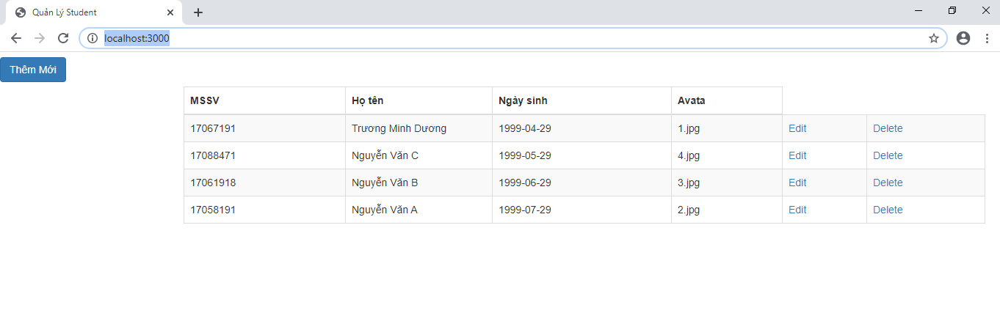 Quản Lý Student
localhost:3000
Thêm Mới
MSSV Họ tên Ngày sinh Avata
17067191 Trương Minh Dương 1999-04-29 1.jpg Edit Delete
17088471 Nguyễn Văn C 1999-05-29 4.jpg Edit Delete
17061918 Nguyễn Văn B 1999-06-29 3.jpg Edit Delete
17058191 Nguyễn Văn A 1999-07-29 2.jpg Edit Delete